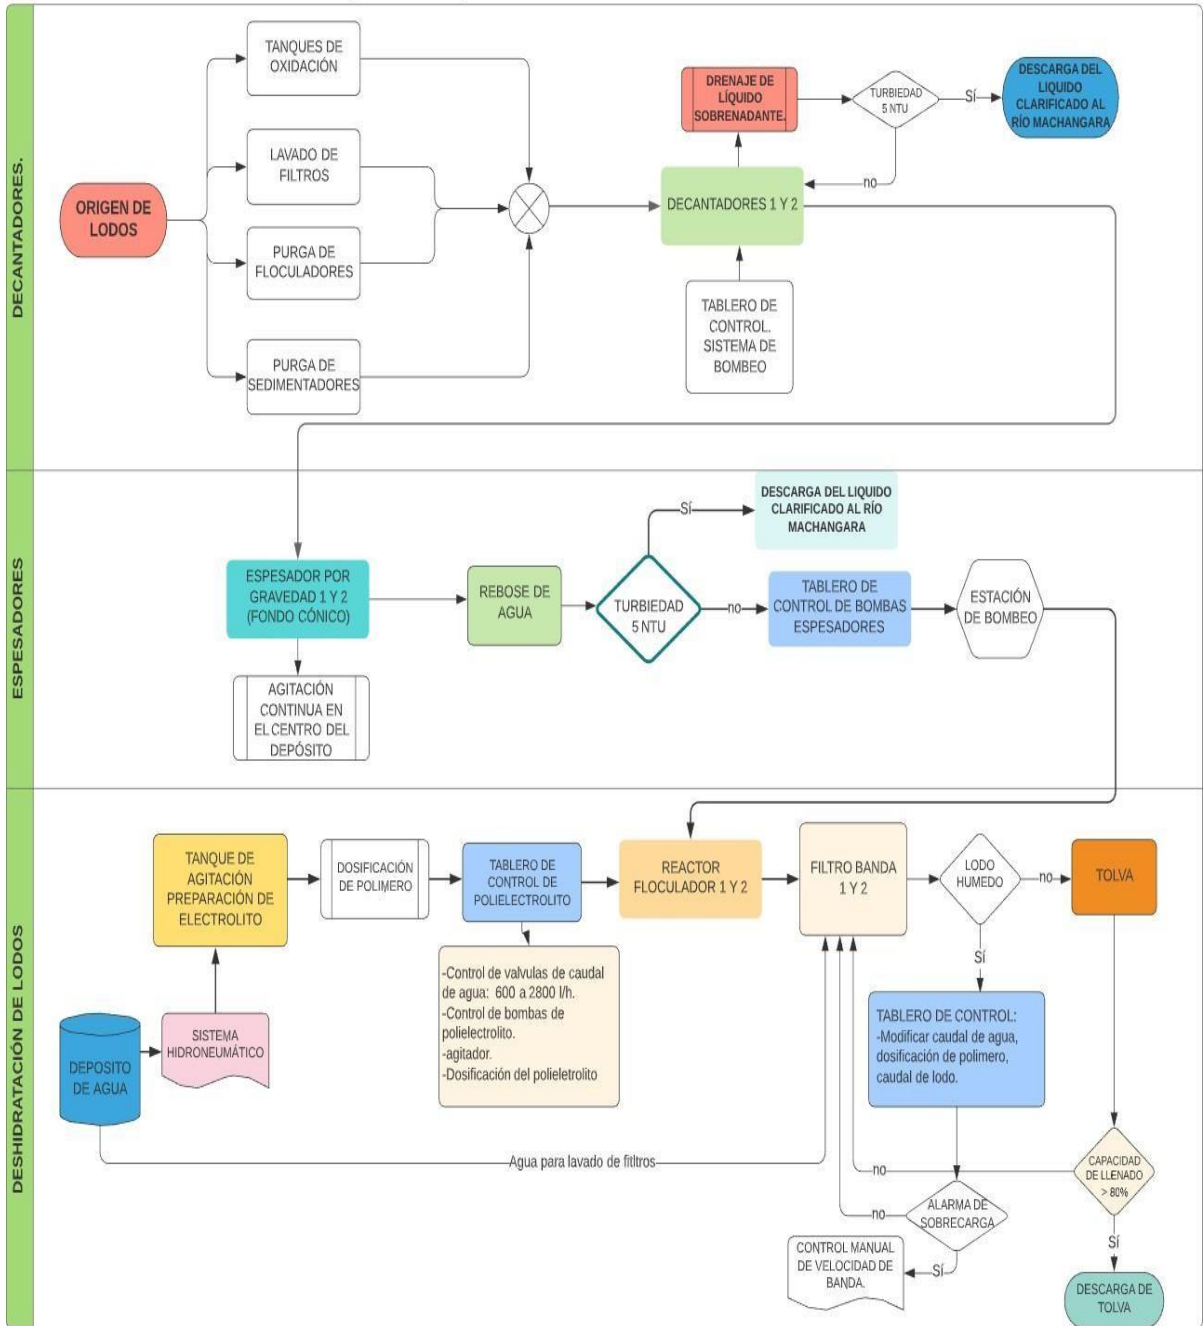 DECANTADORES.
ORIGEN DE
LODOS
TANQUES DE
OXIDACIÓN
LAVADO DE
FILTROS
PURGA DE
FLOCULADORES
PURGA DE
SEDIMENTADORES
DRENAJE DE
LÍQUIDO
SOBRENADANTE.
TURBIEDAD
5 NTU
Sí
DESCARGA DEL
LIQUIDO
CLARIFICADO AL
RÍO MACHANGARA
no
DECANTADORES 1 Y 2
TABLERO DE
CONTROL.
SISTEMA DE
BOMBEO
ESPESADORES
ESPESADOR POR
GRAVEDAD 1 Y 2
(FONDO CÓNICO)
AGITACIÓN
CONTINUA EN
EL CENTRO DEL
DEPÓSITO
REBOSE DE
AGUA
TURBIEDAD
5 NTU
Sí
DESCARGA DEL LIQUIDO
CLARIFICADO AL RÍO
MACHANGARA
no
TABLERO DE
CONTROL DE BOMBAS
ESPESADORES
ESTACIÓN
DE BOMBEO
DESHIDRATACIÓN DE LODOS
TANQUE DE
AGITACIÓN
PREPARACIÓN DE
ELECTROLITO
DOSIFICACIÓN
DE POLIMERO
TABLERO DE
CONTROL DE
POLIELECTROLITO
REACTOR
FLOCULADOR 1 Y 2
FILTRO BANDA
1 Y 2
LODO
HUMEDO
no
TOLVA
Sí
-Control de valvulas de caudal
de agua: 600 a 2800 l/h.
-Control de bombas de
polielectrolito.
-agitador.
-Dosificación del polieletrolito
TABLERO DE CONTROL:
-Modificar caudal de agua,
dosificación de polimero,
caudal de lodo.
DEPOSITO
DE AGUA
SISTEMA
HIDRONEUMÁTICO
Agua para lavado de fitltros
no
CAPACIDAD
DE LLENADO
> 80%
no
ALARMA DE
SOBRECARGA
Sí
CONTROL MANUAL
DE VELOCIDAD DE
BANDA.
Sí
DESCARGA DE
TOLVA